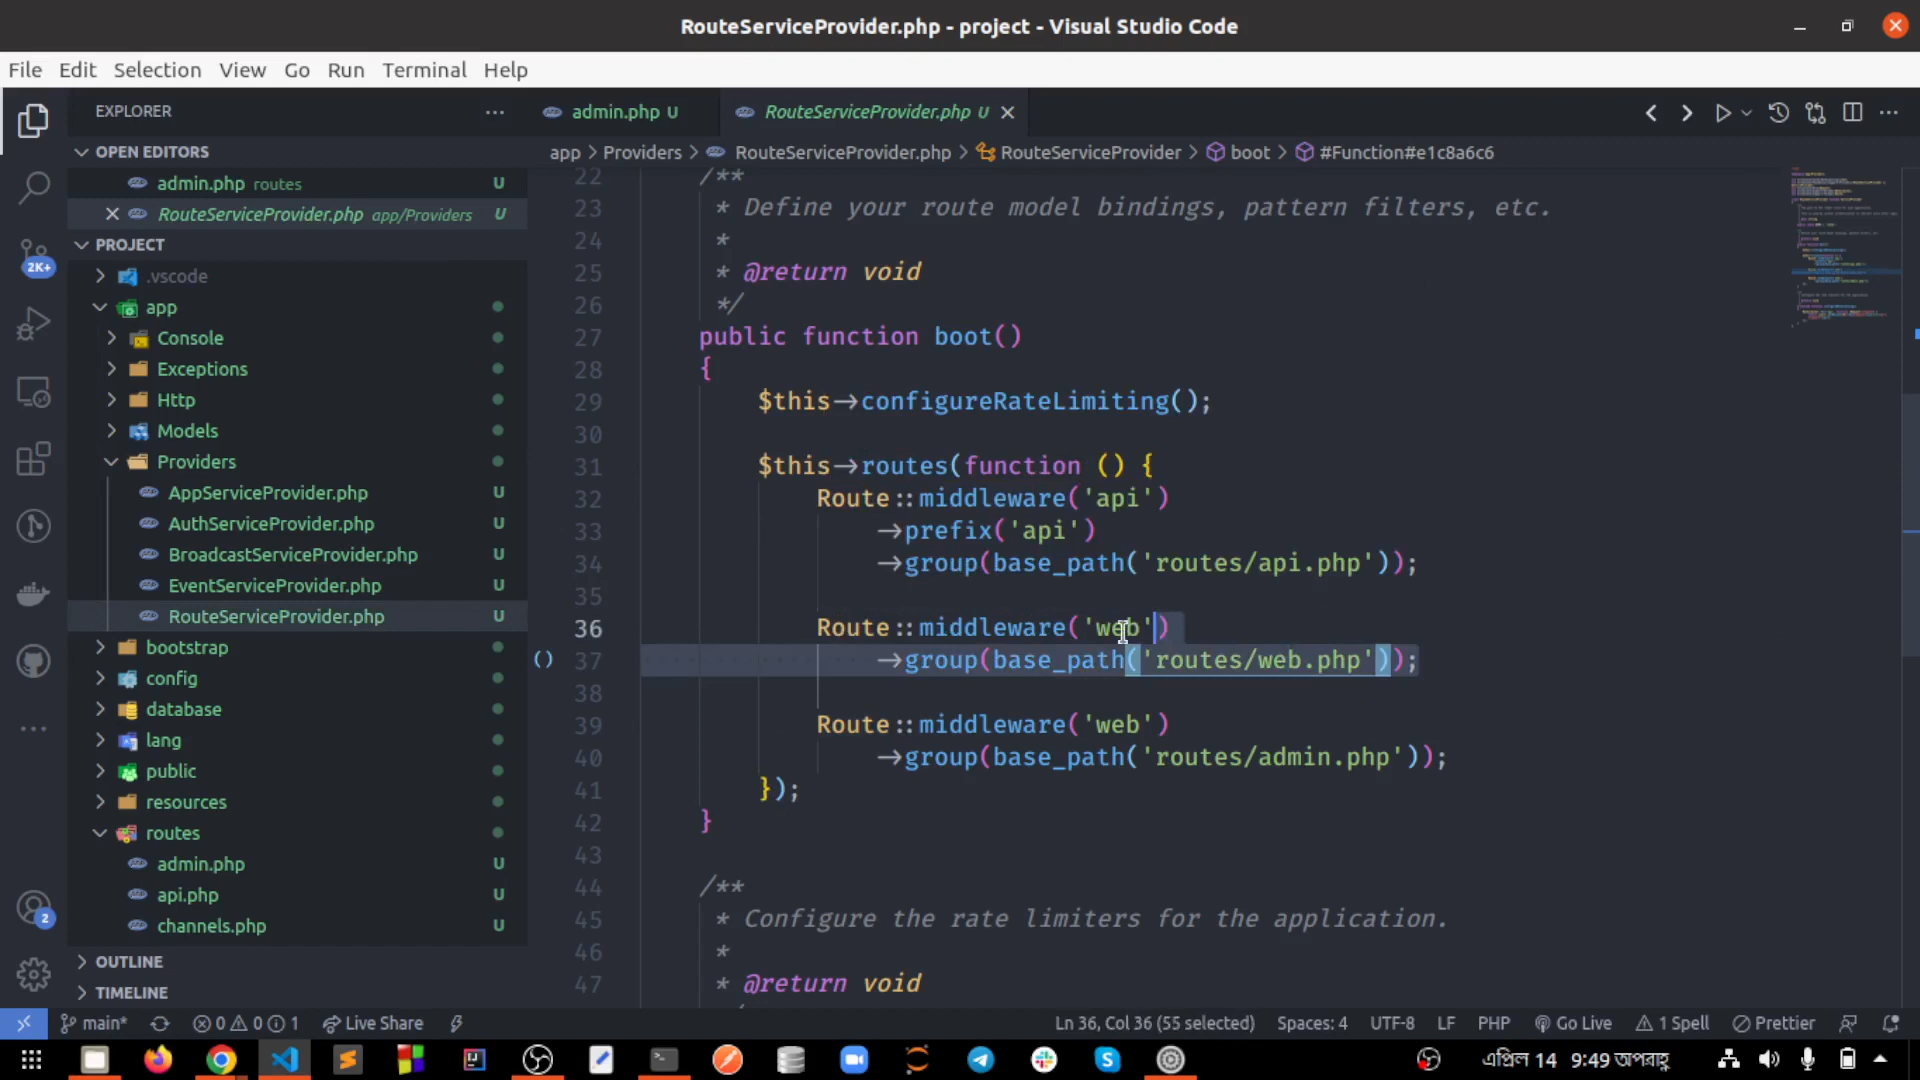 RouteServiceProvider.php - project - Visual Studio Code
File Edit Selection View Go Run Terminal Help
EXPLORER
OPEN EDITORS
admin.php routes U
RouteServiceProvider.php app/Providers U
PROJECT
.vscode
app
Console
Exceptions
Http
Models
Providers
AppServiceProvider.php U
AuthServiceProvider.php U
BroadcastServiceProvider.php U
EventServiceProvider.php U
RouteServiceProvider.php U
bootstrap
config
database
lang
public
resources
routes
admin.php U
api.php U
channels.php U
OUTLINE
TIMELINE
2K+
2
admin.php U RouteServiceProvider.php U
app > Providers > RouteServiceProvider.php > RouteServiceProvider > boot > #Function#e1c8a6c6
22 /**
23 * Define your route model bindings, pattern filters, etc.
24 *
25 * @return void
26 */
27 public function boot()
28 {
29 $this->configureRateLimiting();
30
31 $this->routes(function () {
32 Route::middleware('api')
33 ->prefix('api')
34 ->group(base_path('routes/api.php'));
35
36 Route::middleware('web')
37 ->group(base_path('routes/web.php'));
38
39 Route::middleware('web')
40 ->group(base_path('routes/admin.php'));
41 });
42 }
43
44 /**
45 * Configure the rate limiters for the application.
46 *
47 * @return void
main* 0 0 1 Live Share Ln 36, Col 36 (55 selected) Spaces: 4 UTF-8 LF PHP Go Live 1 Spell Prettier
এপ্রিল 14 9:49 অপরাহ্ণ